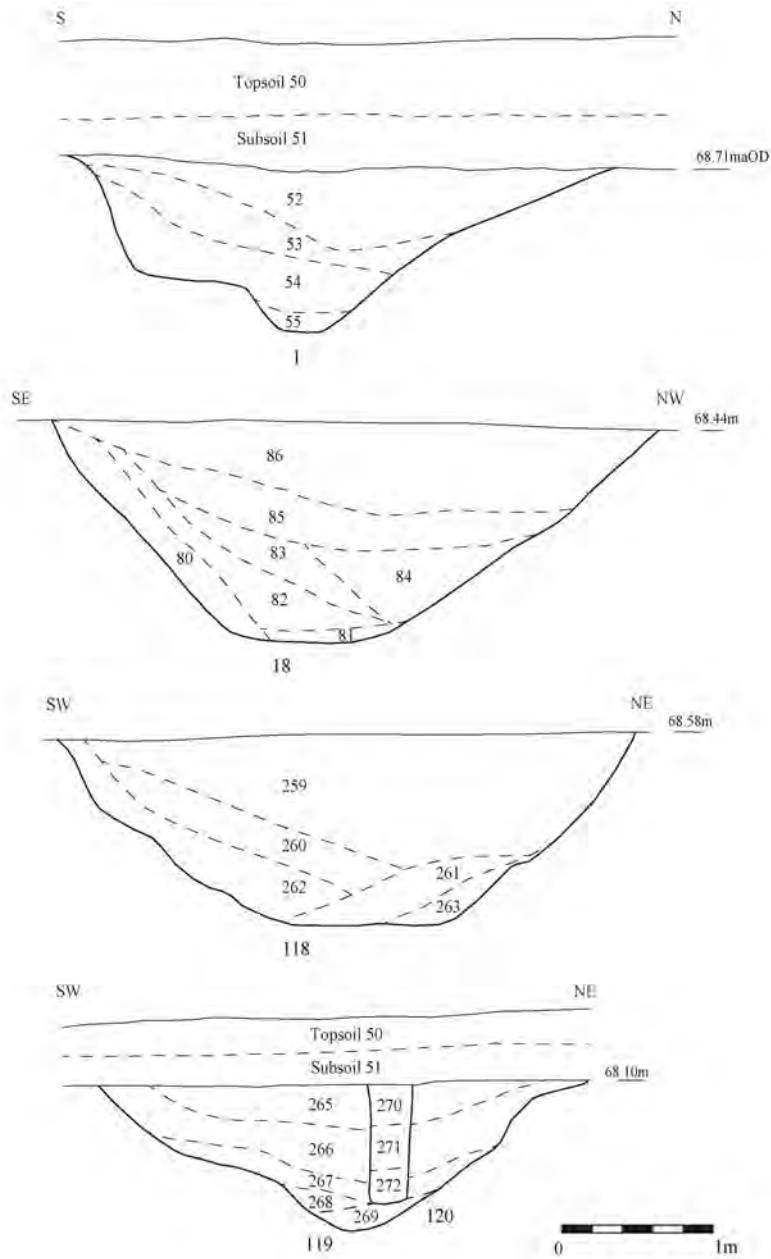 S N
Topsoil 50
Subsoil 51
68.71maOD
52
53
54
55
1
SE NW
68.44m
86
85
83
80
84
82
81
18
SW NE
68.58m
259
260
261
262
263
118
SW NE
Topsoil 50
Subsoil 51
68.10m
265 270
266 271
267 272
268
269 120
119
0 1m